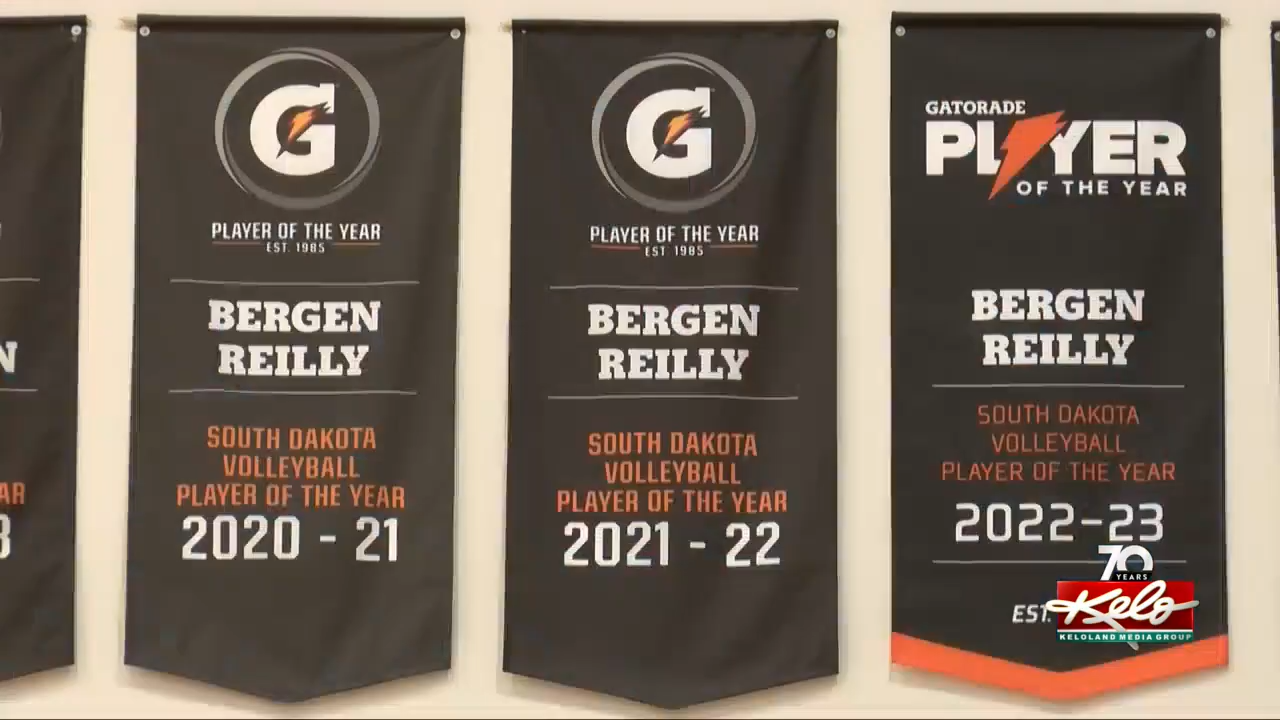 N
AR
G
PLAYER OF THE YEAR
EST. 1985
BERGEN
REILLY
SOUTH DAKOTA
VOLLEYBALL
PLAYER OF THE YEAR
2020 - 21
G
PLAYER OF THE YEAR
EST. 1985
BERGEN
REILLY
SOUTH DAKOTA
VOLLEYBALL
PLAYER OF THE YEAR
2021 - 22
GATORADE
PLAYER
OF THE YEAR
BERGEN
REILLY
SOUTH DAKOTA
VOLLEYBALL
PLAYER OF THE YEAR
2022-23
EST.
70
YEARS
Kelo
KELOLAND MEDIA GROUP